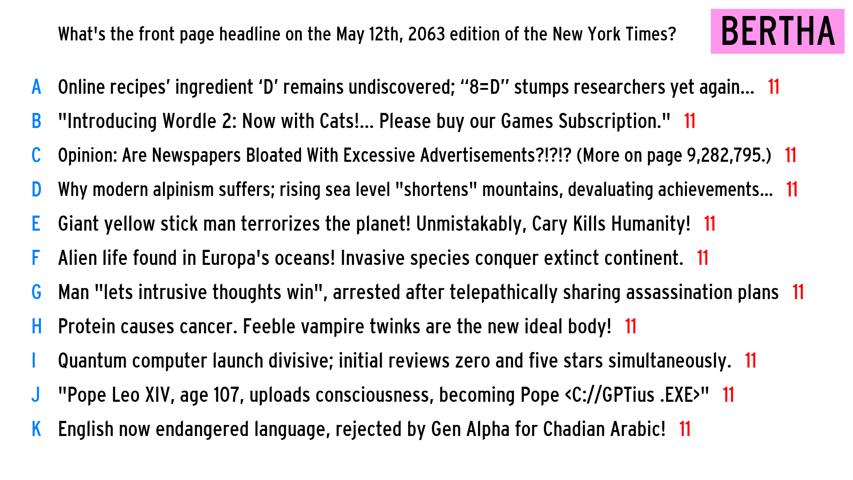 What's the front page headline on the May 12th, 2063 edition of the New York Times?
BERTHA
A Online recipes’ ingredient ‘D’ remains undiscovered; “8=D” stumps researchers yet again... 11
B "Introducing Wordle 2: Now with Cats!... Please buy our Games Subscription." 11
C Opinion: Are Newspapers Bloated With Excessive Advertisements?!?!? (More on page 9,282,795.) 11
D Why modern alpinism suffers; rising sea level "shortens" mountains, devaluating achievements... 11
E Giant yellow stick man terrorizes the planet! Unmistakably, Cary Kills Humanity! 11
F Alien life found in Europa's oceans! Invasive species conquer extinct continent. 11
G Man "lets intrusive thoughts win", arrested after telepathically sharing assassination plans 11
H Protein causes cancer. Feeble vampire twinks are the new ideal body! 11
I Quantum computer launch divisive; initial reviews zero and five stars simultaneously. 11
J "Pope Leo XIV, age 107, uploads consciousness, becoming Pope <C://GPTius .EXE>" 11
K English now endangered language, rejected by Gen Alpha for Chadian Arabic! 11